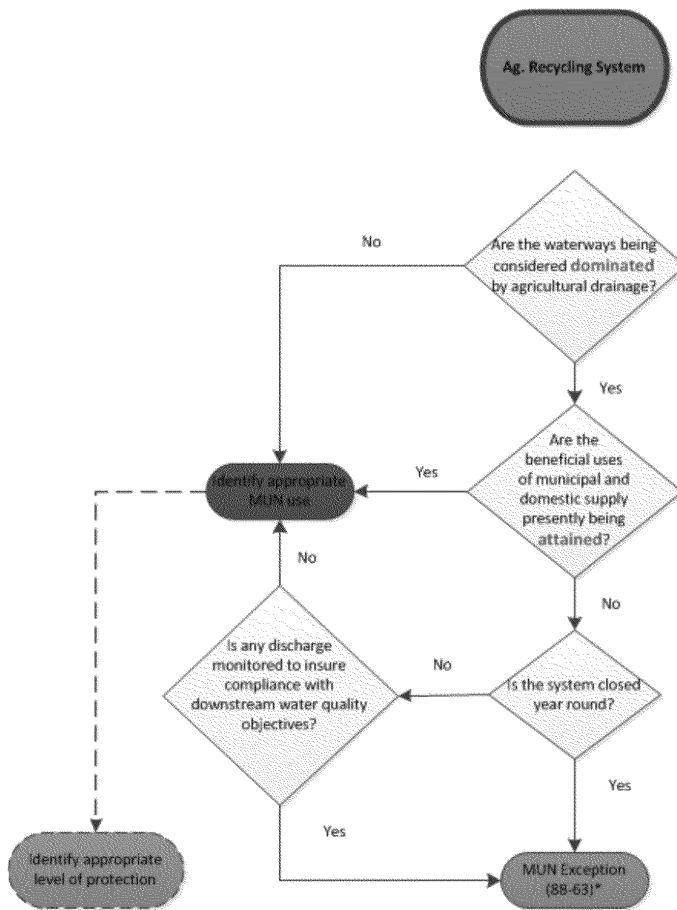 Ag. Recycling System
No
Are the waterways being
considered dominated
by agricultural drainage?
Yes
Are the
beneficial uses
of municipal and
domestic supply
presently being
attained?
Yes
Identify appropriate
MUN use
No
No
Is any discharge
monitored to insure
compliance with
downstream water quality
objectives?
No
Is the system closed
year round?
Yes
Yes
Identify appropriate
level of protection
MUN Exception
(88-63)*